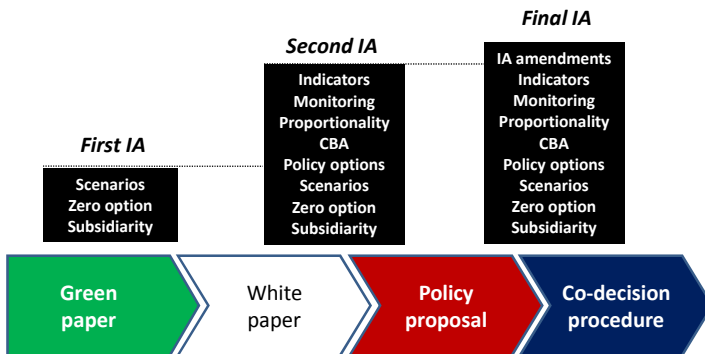 First IA
Scenarios
Zero option
Subsidiarity
Second IA
Indicators
Monitoring
Proportionality
CBA
Policy options
Scenarios
Zero option
Subsidiarity
Final IA
IA amendments
Indicators
Monitoring
Proportionality
CBA
Policy options
Scenarios
Zero option
Subsidiarity
Green
paper
White
paper
Policy
proposal
Co-decision
procedure